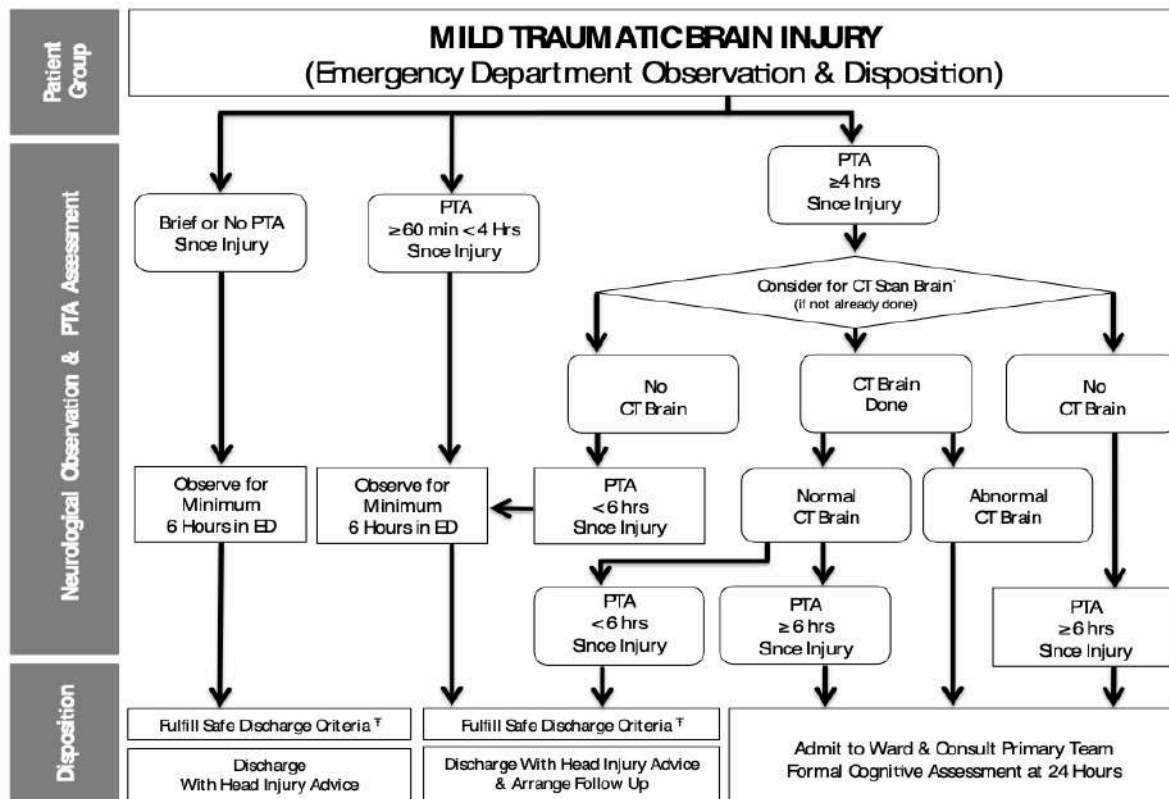 Patient
Group
MILD TRAUMATIC BRAIN INJURY
(Emergency Department Observation & Disposition)
Neurological Observation & PTA Assessment
Brief or No PTA
Since Injury
PTA
≥60 min < 4 Hrs
Since Injury
PTA
≥4 hrs
Since Injury
Consider for CT Scan Brain*
(if not already done)
No
CT Brain
CT Brain
Done
No
CT Brain
Observe for
Minimum
6 Hours in ED
Observe for
Minimum
6 Hours in ED
PTA
< 6 hrs
Since Injury
Normal
CT Brain
Abnormal
CT Brain
PTA
< 6 hrs
Since Injury
PTA
≥ 6 hrs
Since Injury
PTA
≥ 6 hrs
Since Injury
Disposition
Fulfill Safe Discharge Criteria Ŧ
Discharge
With Head Injury Advice
Fulfill Safe Discharge Criteria Ŧ
Discharge With Head Injury Advice
& Arrange Follow Up
Admit to Ward & Consult Primary Team
Formal Cognitive Assessment at 24 Hours